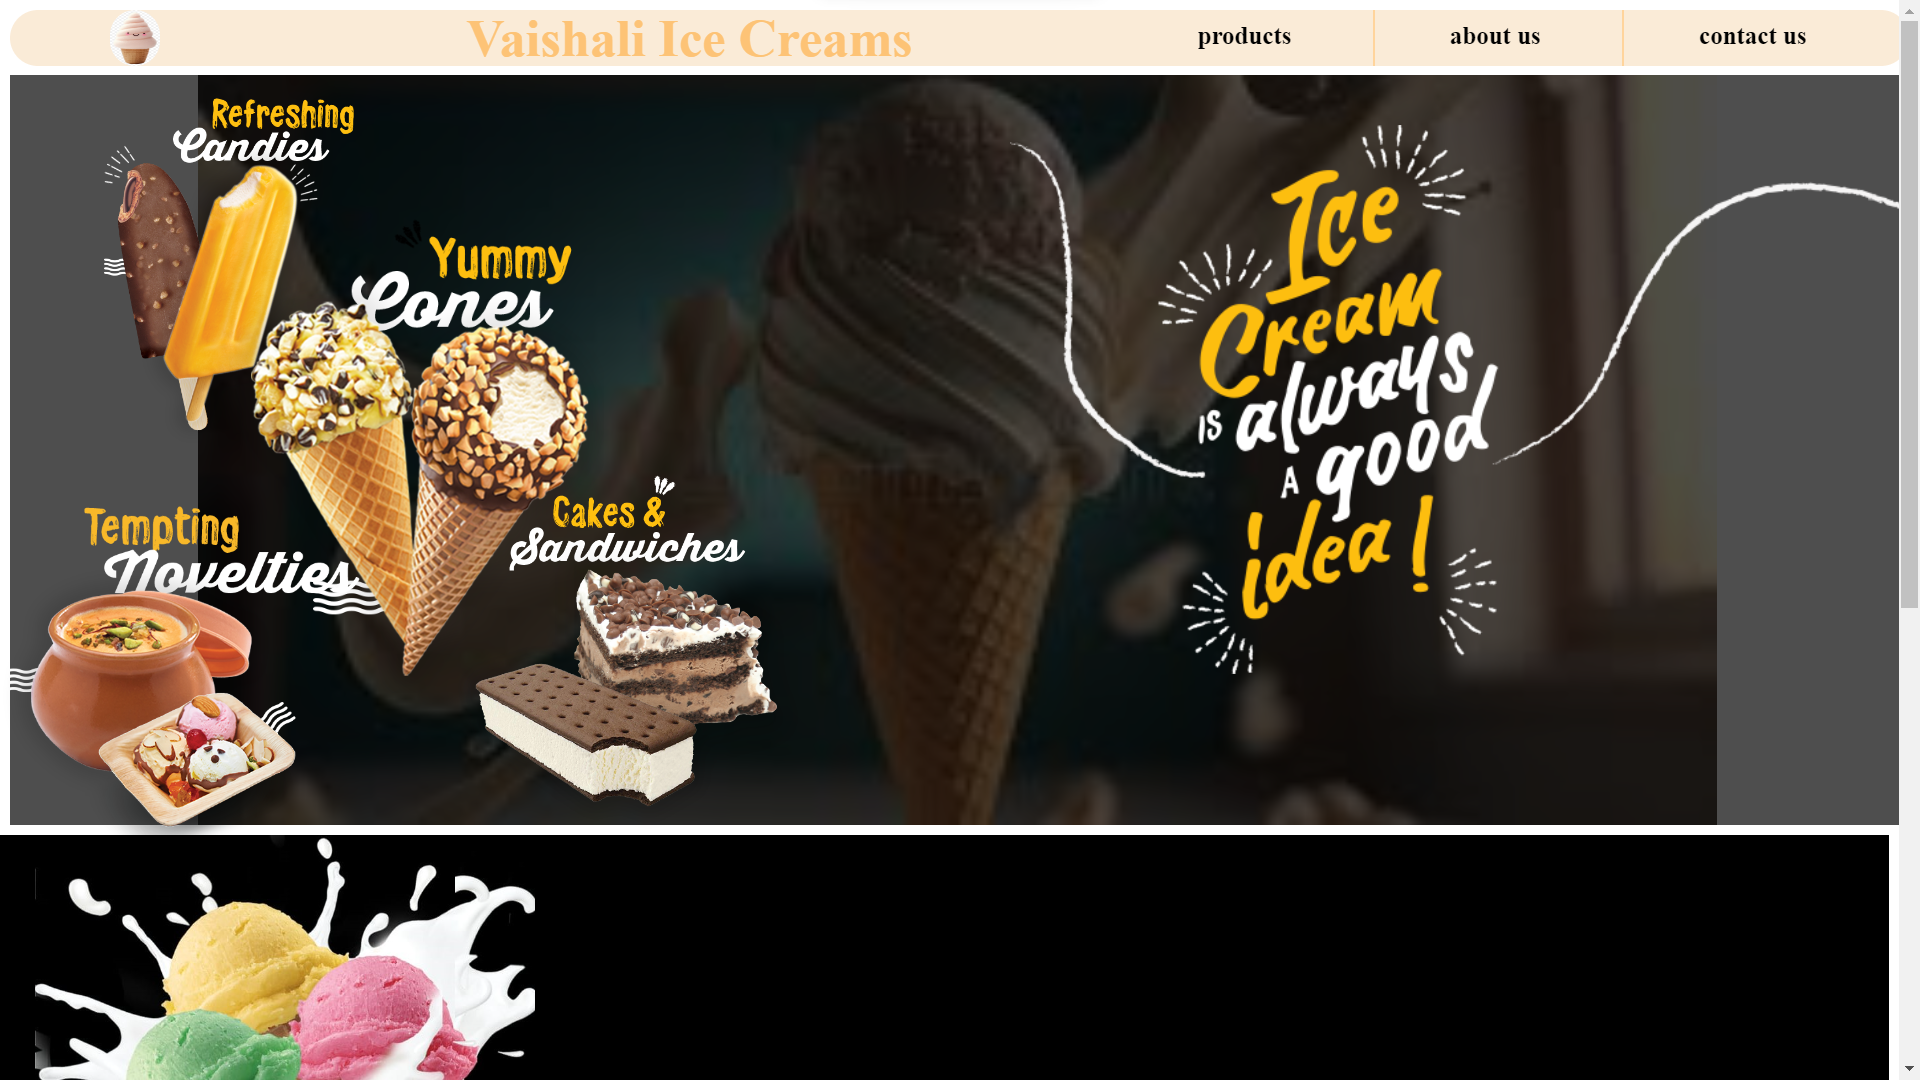 Vaishali Ice Creams
products
about us
contact us
Refreshing
Candies
Yummy
Cones
Tempting
Novelties
Cakes &
Sandwiches
Ice
Cream
IS always
A good
idea!